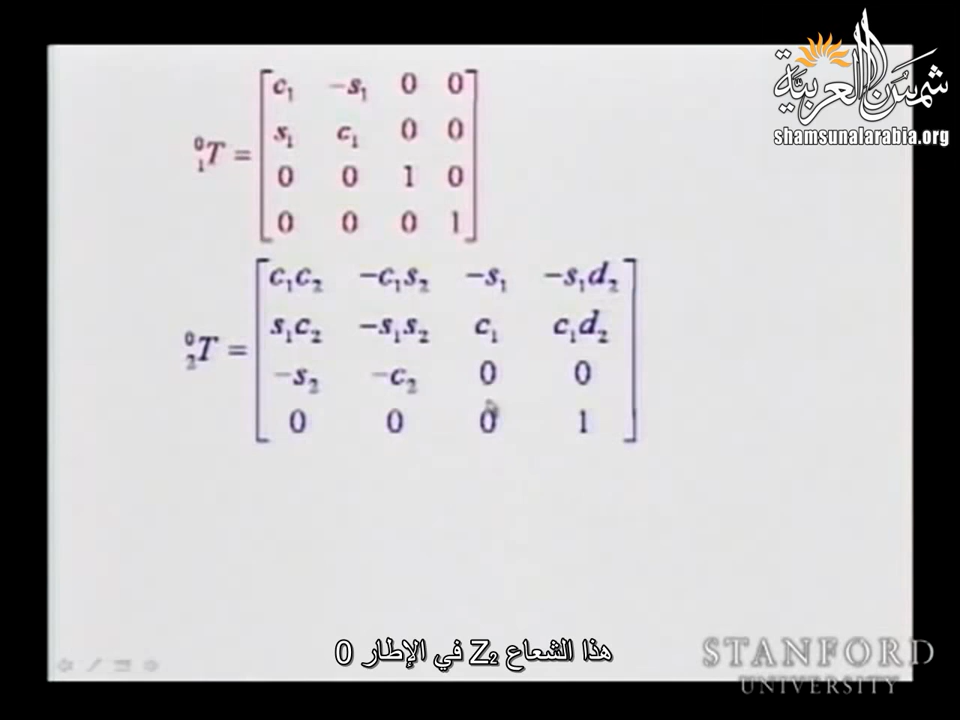 شمس العربية
shamsunalarabia.org
⁰₁T = [ c₁ −s₁ 0 0
s₁ c₁ 0 0
0 0 1 0
0 0 0 1 ]
⁰₂T = [ c₁c₂ −c₁s₂ −s₁ −s₁d₂
s₁c₂ −s₁s₂ c₁ c₁d₂
−s₂ −c₂ 0 0
0 0 0 1 ]
هذا الشعاع Z₂ في الإطار 0
STANFORD
UNIVERSITY